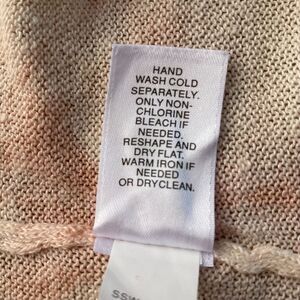 HAND
WASH COLD
SEPARATELY.
ONLY NON-
CHLORINE
BLEACH IF
NEEDED.
RESHAPE AND
DRY FLAT.
WARM IRON IF
NEEDED
OR DRYCLEAN.